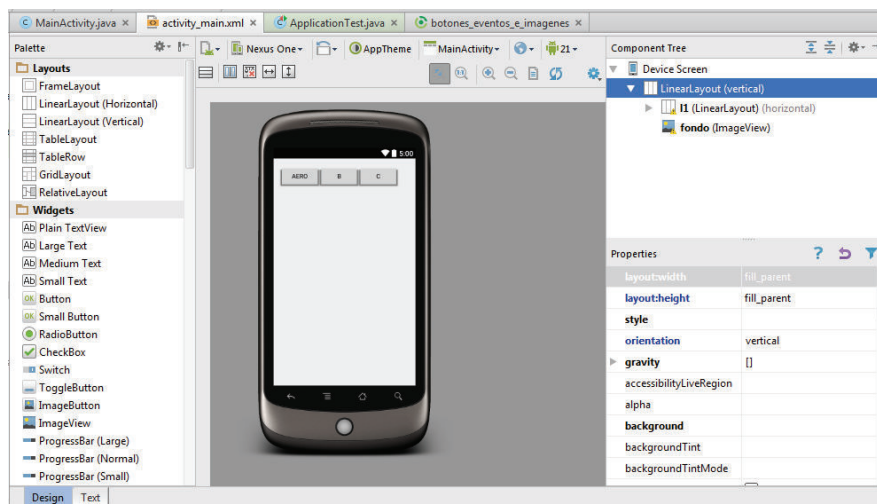 MainActivity.java × activity_main.xml × ApplicationTest.java × botones_eventos_e_imagenes ×
Palette
Nexus One AppTheme MainActivity 21
Component Tree
Layouts
FrameLayout
LinearLayout (Horizontal)
LinearLayout (Vertical)
TableLayout
TableRow
GridLayout
RelativeLayout
Widgets
Plain TextView
Large Text
Medium Text
Small Text
Button
Small Button
RadioButton
CheckBox
Switch
ToggleButton
ImageButton
ImageView
ProgressBar (Large)
ProgressBar (Normal)
ProgressBar (Small)
Design Text
5:00
AERO B C
Device Screen
LinearLayout (vertical)
l1 (LinearLayout) (horizontal)
fondo (ImageView)
Properties
layout:width fill_parent
layout:height fill_parent
style
orientation vertical
gravity []
accessibilityLiveRegion
alpha
background
backgroundTint
backgroundTintMode